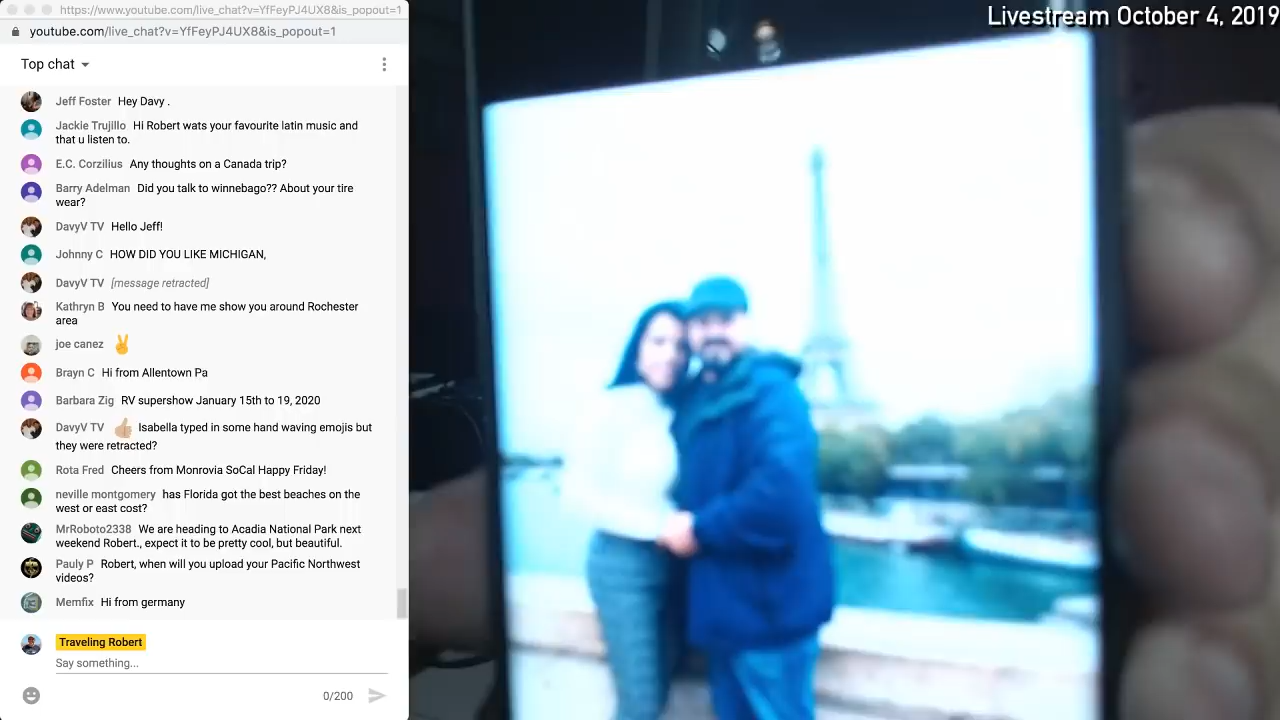 https://www.youtube.com/live_chat?v=YfFeyPJ4UX8&is_popout=1
youtube.com/live_chat?v=YfFeyPJ4UX8&is_popout=1
Livestream October 4, 2019
Top chat
Jeff Foster Hey Davy .
Jackie Trujillo Hi Robert wats your favourite latin music and
that u listen to.
E.C. Corzilius Any thoughts on a Canada trip?
Barry Adelman Did you talk to winnebago?? About your tire
wear?
DavyV TV Hello Jeff!
Johnny C HOW DID YOU LIKE MICHIGAN,
DavyV TV [message retracted]
Kathryn B You need to have me show you around Rochester
area
joe canez ✌
Brayn C Hi from Allentown Pa
Barbara Zig RV supershow January 15th to 19, 2020
DavyV TV 👍 Isabella typed in some hand waving emojis but
they were retracted?
Rota Fred Cheers from Monrovia SoCal Happy Friday!
neville montgomery has Florida got the best beaches on the
west or east cost?
MrRoboto2338 We are heading to Acadia National Park next
weekend Robert., expect it to be pretty cool, but beautiful.
Pauly P Robert, when will you upload your Pacific Northwest
videos?
Memfix Hi from germany
Traveling Robert
Say something...
0/200